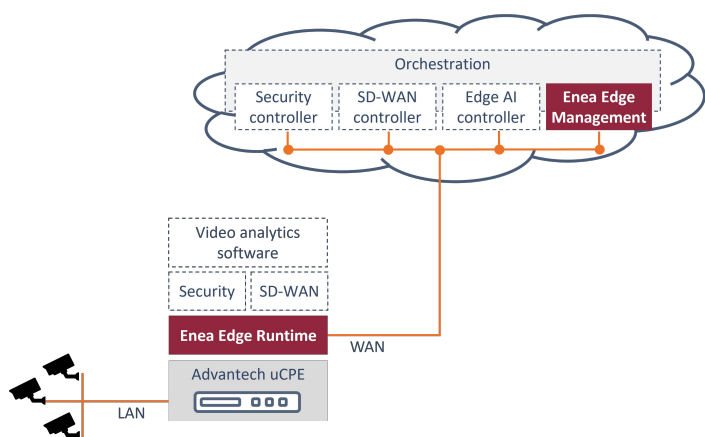 Orchestration
Security
controller
SD-WAN
controller
Edge AI
controller
Enea Edge
Management
Video analytics
software
Security
SD-WAN
Enea Edge Runtime
WAN
Advantech uCPE
LAN